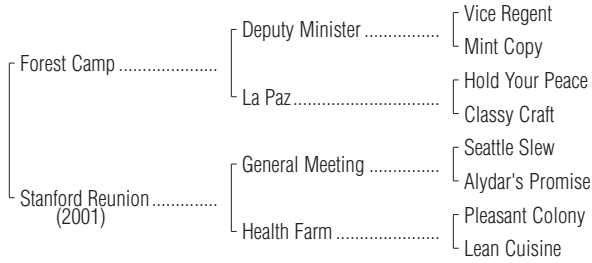 Vice Regent
Deputy Minister ................
Mint Copy
Forest Camp .....................
Hold Your Peace
La Paz...............................
Classy Craft
Seattle Slew
General Meeting ...............
Alydar's Promise
Stanford Reunion..............
(2001)
Pleasant Colony
Health Farm ......................
Lean Cuisine